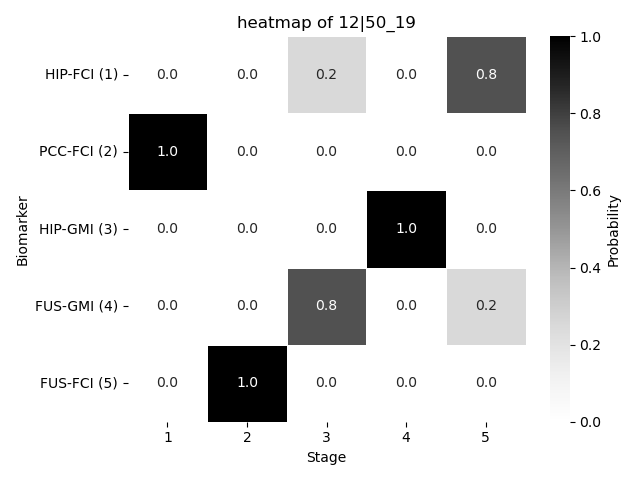 heatmap of 12|50_19
HIP-FCI (1) 0.0 0.0 0.2 0.0 0.8
PCC-FCI (2) 1.0 0.0 0.0 0.0 0.0
HIP-GMI (3) 0.0 0.0 0.0 1.0 0.0
FUS-GMI (4) 0.0 0.0 0.8 0.0 0.2
FUS-FCI (5) 0.0 1.0 0.0 0.0 0.0
1 2 3 4 5
Stage
Biomarker
1.0
0.8
0.6
0.4
0.2
0.0
Probability